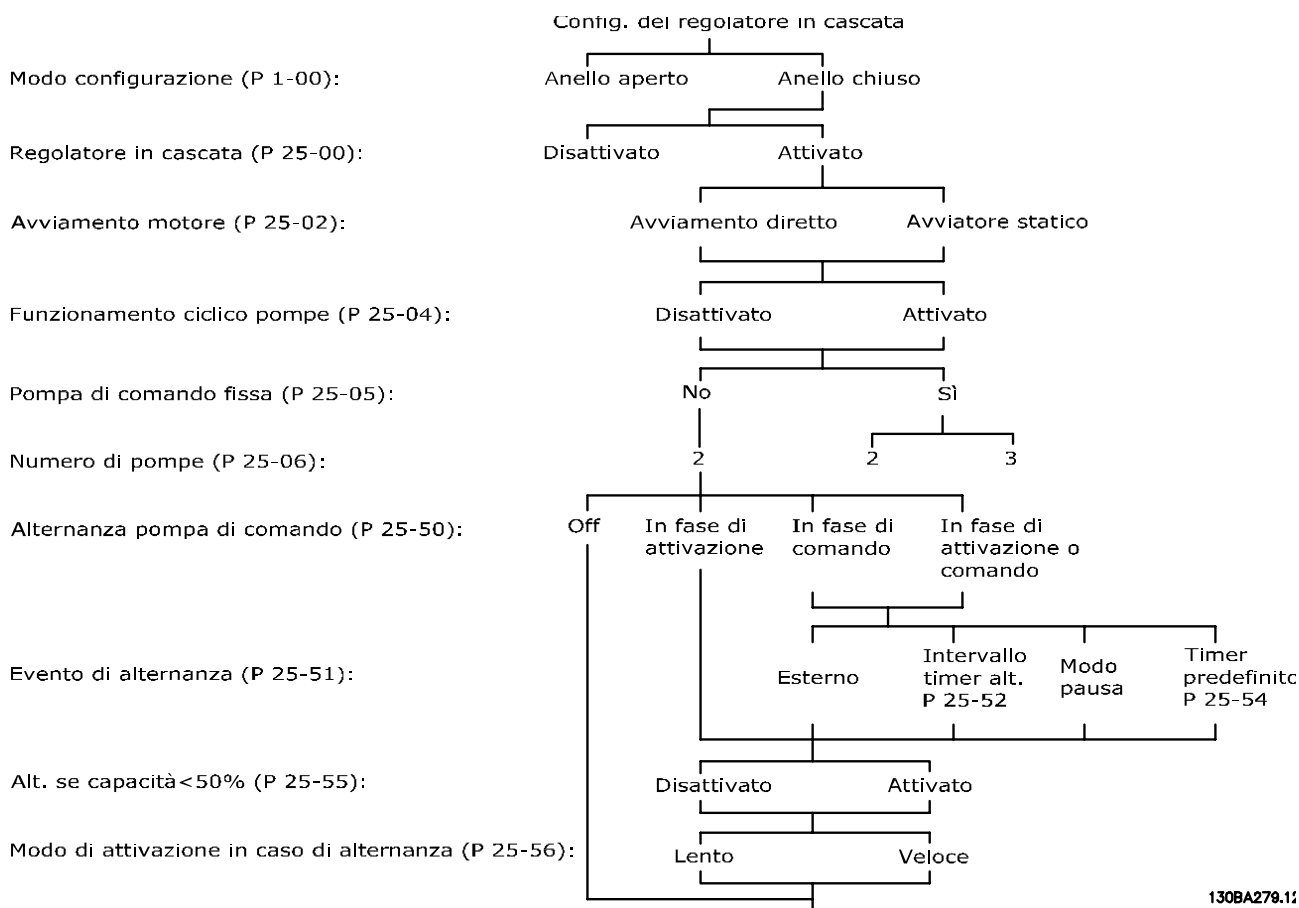 Config. del regolatore in cascata
Modo configurazione (P 1-00): Anello aperto Anello chiuso
Regolatore in cascata (P 25-00): Disattivato Attivato
Avviamento motore (P 25-02): Avviamento diretto Avviatore statico
Funzionamento ciclico pompe (P 25-04): Disattivato Attivato
Pompa di comando fissa (P 25-05): No Sì
Numero di pompe (P 25-06): 2 2 3
Alternanza pompa di comando (P 25-50): Off
In fase di
attivazione
In fase di
comando
In fase di
attivazione o
comando
Evento di alternanza (P 25-51): Esterno
Intervallo
timer alt.
P 25-52
Modo
pausa
Timer
predefinito
P 25-54
Alt. se capacità<50% (P 25-55): Disattivato Attivato
Modo di attivazione in caso di alternanza (P 25-56): Lento Veloce
130BA279.12